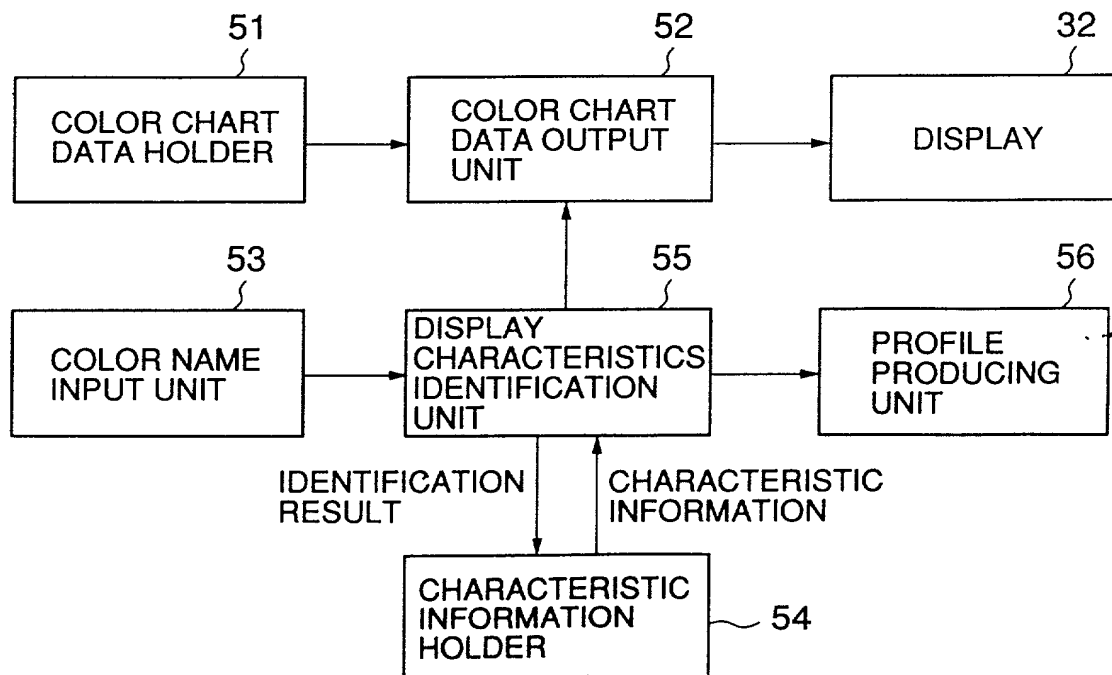 51
52
32
COLOR CHART
DATA HOLDER
COLOR CHART
DATA OUTPUT
UNIT
DISPLAY
53
55
56
COLOR NAME
INPUT UNIT
DISPLAY
CHARACTERISTICS
IDENTIFICATION
UNIT
PROFILE
PRODUCING
UNIT
IDENTIFICATION
RESULT
CHARACTERISTIC
INFORMATION
CHARACTERISTIC
INFORMATION
HOLDER
54